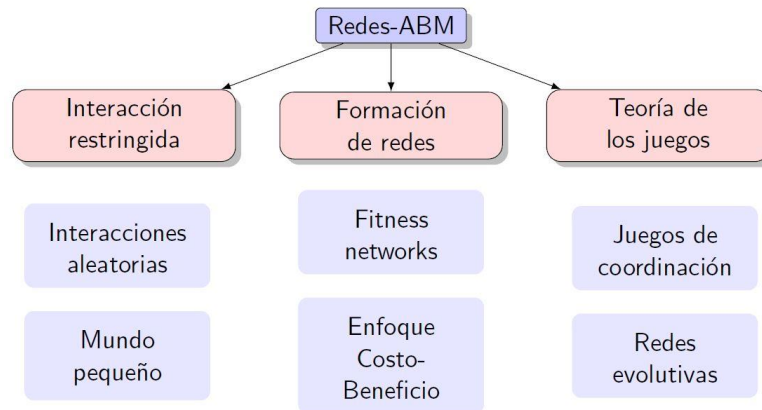 Redes-ABM
Interacción
restringida
Formación
de redes
Teoría de
los juegos
Interacciones
aleatorias
Fitness
networks
Juegos de
coordinación
Mundo
pequeño
Enfoque
Costo-
Beneficio
Redes
evolutivas